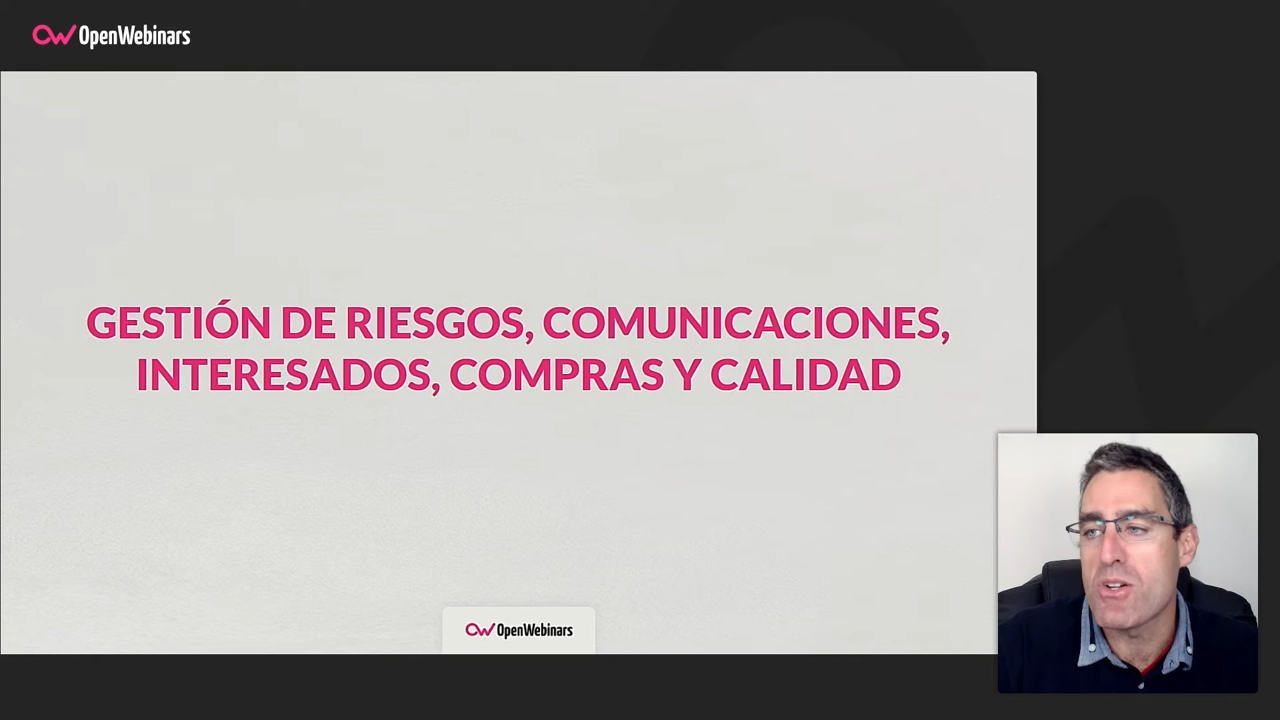 OpenWebinars
GESTIÓN DE RIESGOS, COMUNICACIONES,
INTERESADOS, COMPRAS Y CALIDAD
OpenWebinars